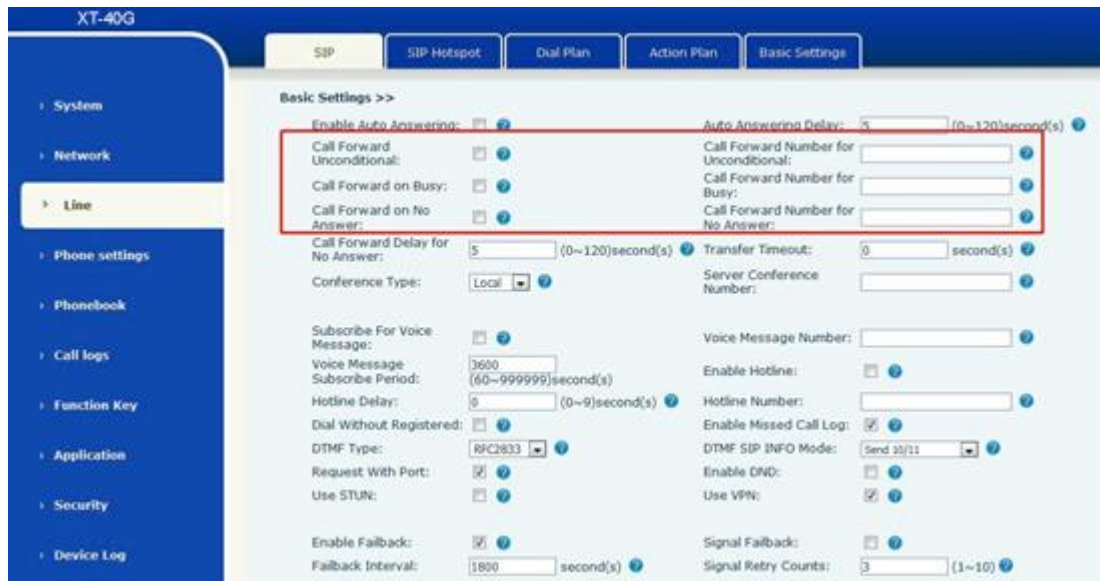 XT-40G
SIP
SIP Hotspot
Dial Plan
Action Plan
Basic Settings
System
Network
Line
Phone settings
Phonebook
Call logs
Function Key
Application
Security
Device Log
Basic Settings >>
Enable Auto Answering: Auto Answering Delay: 5 (0~120)second(s)
Call Forward Call Forward Number for
Unconditional: Unconditional:
Call Forward on Busy: Call Forward Number for
Busy:
Call Forward on No Call Forward Number for
Answer: No Answer:
Call Forward Delay for
No Answer: 5 (0~120)second(s) Transfer Timeout: 0 second(s)
Conference Type: Local Server Conference
Number:
Subscribe For Voice
Message: Voice Message Number:
Voice Message 3600
Subscribe Period: (60~999999)second(s) Enable Hotline:
Hotline Delay: 0 (0~9)second(s) Hotline Number:
Dial Without Registered: Enable Missed Call Log:
DTMF Type: RFC2833 DTMF SIP INFO Mode: Send 10/11
Request With Port: Enable DND:
Use STUN: Use VPN:
Enable Failback: Signal Failback:
Failback Interval: 1800 second(s) Signal Retry Counts: 3 (1~10)